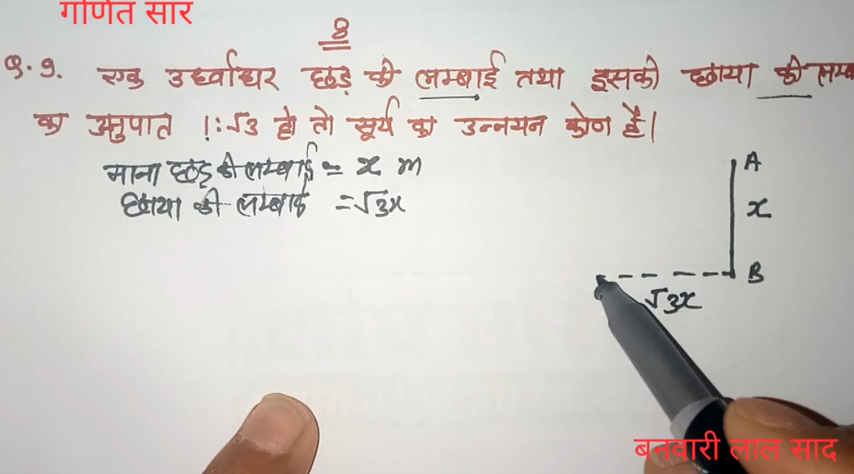 गणित सार
8
Q.9. एक उर्ध्वाधर छड़ की लम्बाई तथा इसकी छाया की लम्ब
का अनुपात 1:√3 हो तो सूर्य का उन्नयन कोण है।
माना छड़ की लम्बाई = x m
छाया की लम्बाई = √3x
A
x
B
√3x
बनवारी लाल साद